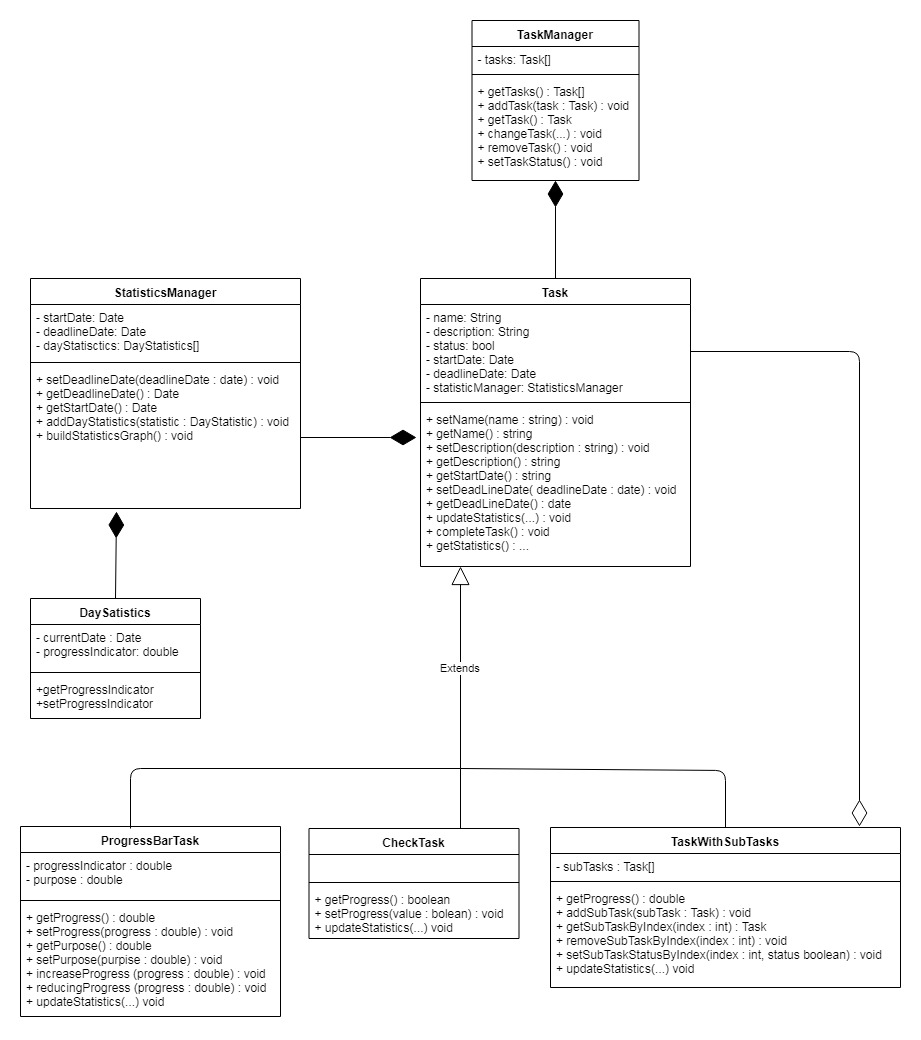 TaskManager
- tasks: Task[]
+ getTasks() : Task[]
+ addTask(task : Task) : void
+ getTask() : Task
+ changeTask(...) : void
+ removeTask() : void
+ setTaskStatus() : void
StatisticsManager
- startDate: Date
- deadlineDate: Date
- dayStatisctics: DayStatistics[]
+ setDeadlineDate(deadlineDate : date) : void
+ getDeadlineDate() : Date
+ getStartDate() : Date
+ addDayStatistics(statistic : DayStatistic) : void
+ buildStatisticsGraph() : void
Task
- name: String
- description: String
- status: bool
- startDate: Date
- deadlineDate: Date
- statisticManager: StatisticsManager
+ setName(name : string) : void
+ getName() : string
+ setDescription(description : string) : void
+ getDescription() : string
+ getStartDate() : string
+ setDeadLineDate( deadlineDate : date) : void
+ getDeadLineDate() : date
+ updateStatistics(...) : void
+ completeTask() : void
+ getStatistics() : ...
DaySatistics
- currentDate : Date
- progressIndicator: double
+getProgressIndicator
+setProgressIndicator
Extends
ProgressBarTask
- progressIndicator : double
- purpose : double
+ getProgress() : double
+ setProgress(progress : double) : void
+ getPurpose() : double
+ setPurpose(purpise : double) : void
+ increaseProgress (progress : double) : void
+ reducingProgress (progress : double) : void
+ updateStatistics(...) void
CheckTask
+ getProgress() : boolean
+ setProgress(value : bolean) : void
+ updateStatistics(...) void
TaskWithSubTasks
- subTasks : Task[]
+ getProgress() : double
+ addSubTask(subTask : Task) : void
+ getSubTaskByIndex(index : int) : Task
+ removeSubTaskByIndex(index : int) : void
+ setSubTaskStatusByIndex(index : int, status boolean) : void
+ updateStatistics(...) void